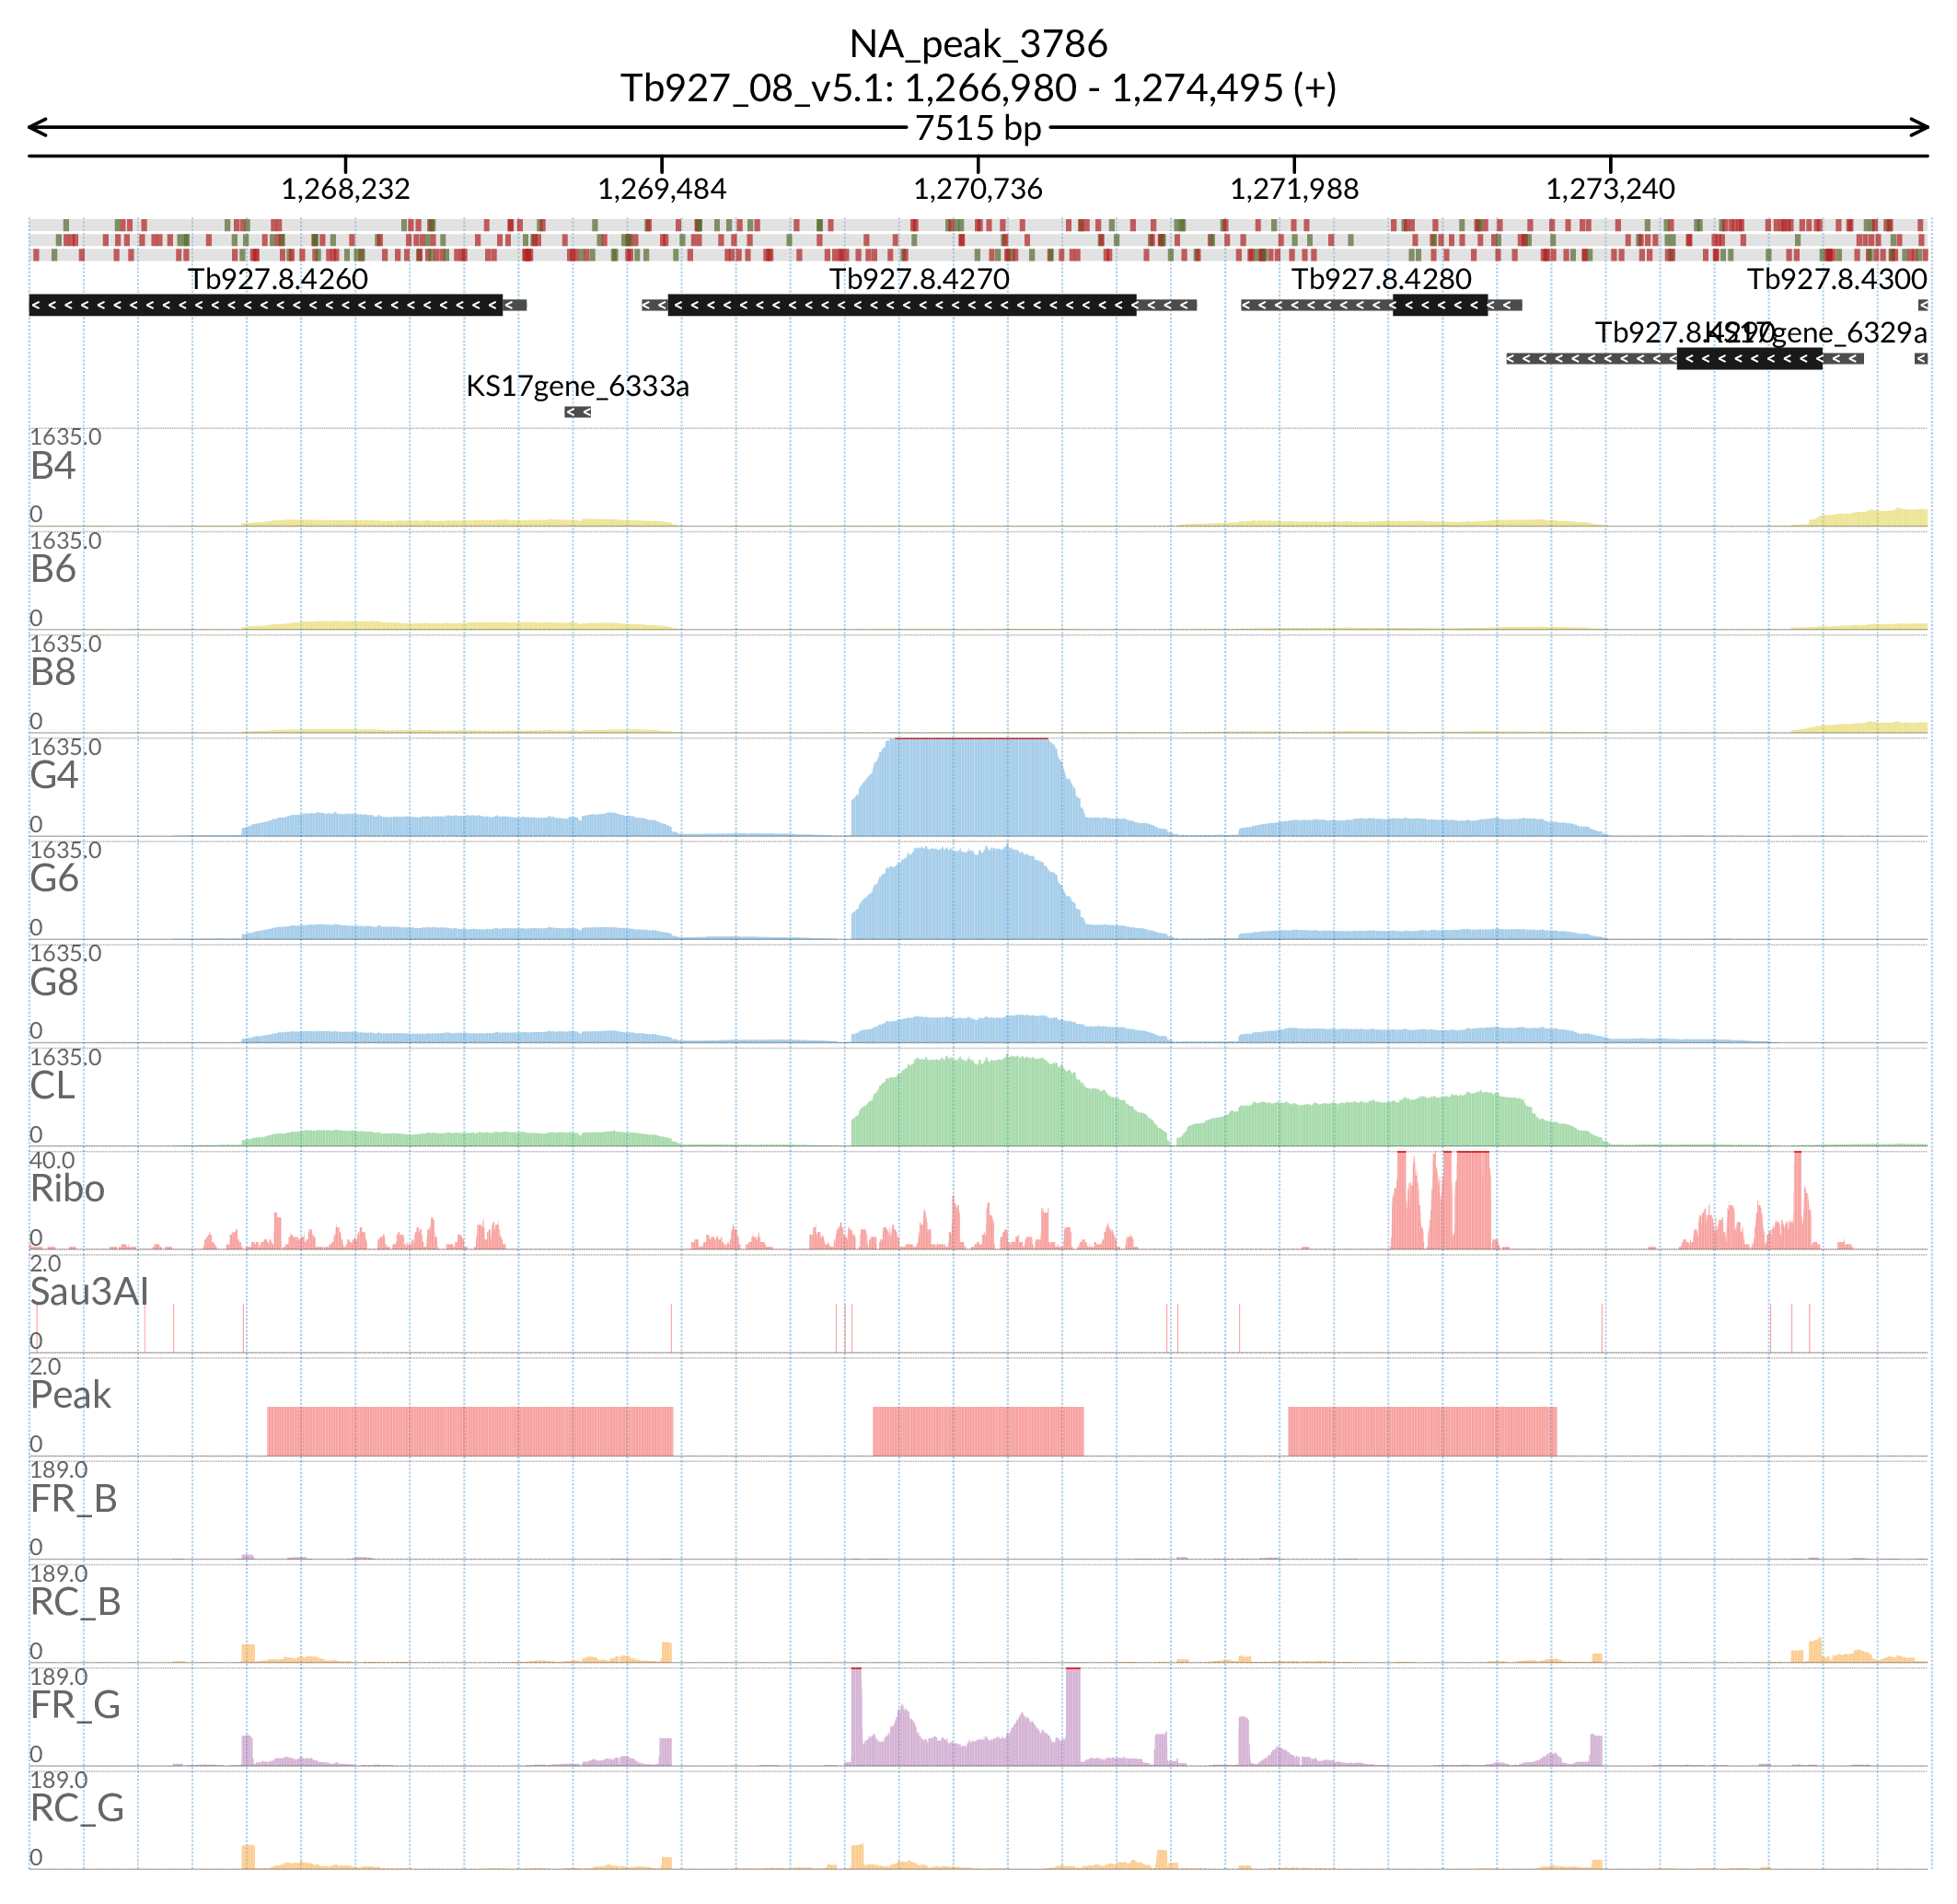 NA_peak_3786
Tb927_08_v5.1: 1,266,980 - 1,274,495 (+)
7515 bp
1,268,232 1,269,484 1,270,736 1,271,988 1,273,240
Tb927.8.4260 Tb927.8.4270 Tb927.8.4280 Tb927.8.4300
Tb927.8.4290 KS17gene_6329a
KS17gene_6333a
1635.0
B4
0
1635.0
B6
0
1635.0
B8
0
1635.0
G4
0
1635.0
G6
0
1635.0
G8
0
1635.0
CL
0
40.0
Ribo
0
2.0
Sau3AI
0
2.0
Peak
0
189.0
FR_B
0
189.0
RC_B
0
189.0
FR_G
0
189.0
RC_G
0